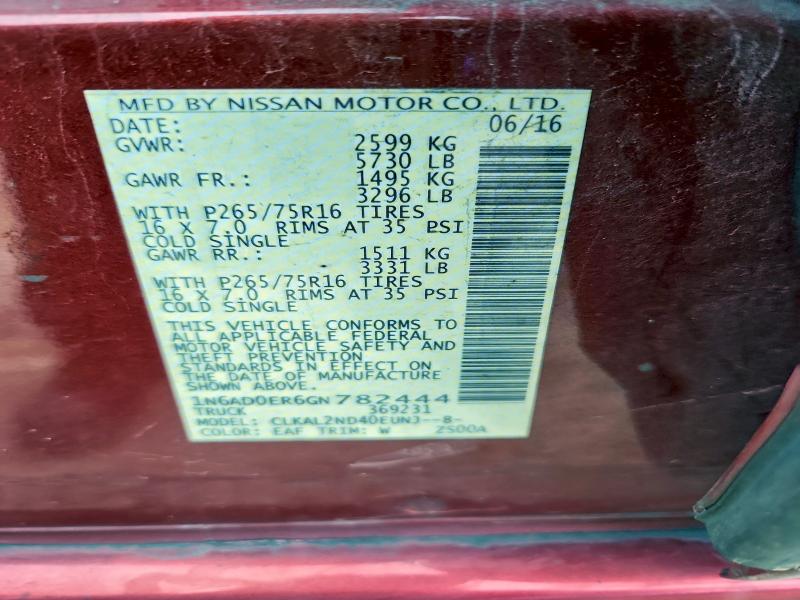 MFD BY NISSAN MOTOR CO., LTD.
DATE: 06/16
GVWR: 2599 KG
5730 LB
GAWR FR.: 1495 KG
3296 LB
WITH P265/75R16 TIRES
16 X 7.0 RIMS AT 35 PSI
COLD SINGLE
GAWR RR.: 1511 KG
3331 LB
WITH P265/75R16 TIRES
16 X 7.0 RIMS AT 35 PSI
COLD SINGLE
THIS VEHICLE CONFORMS TO
ALL APPLICABLE FEDERAL
MOTOR VEHICLE SAFETY AND
THEFT PREVENTION
STANDARDS IN EFFECT ON
THE DATE OF MANUFACTURE
SHOWN ABOVE.
1N6AD0ER6GN782444
TRUCK 369231
MODEL: CLKAL2ND40EUNJ--8-
COLOR: EAF TRIM: W 2S00A